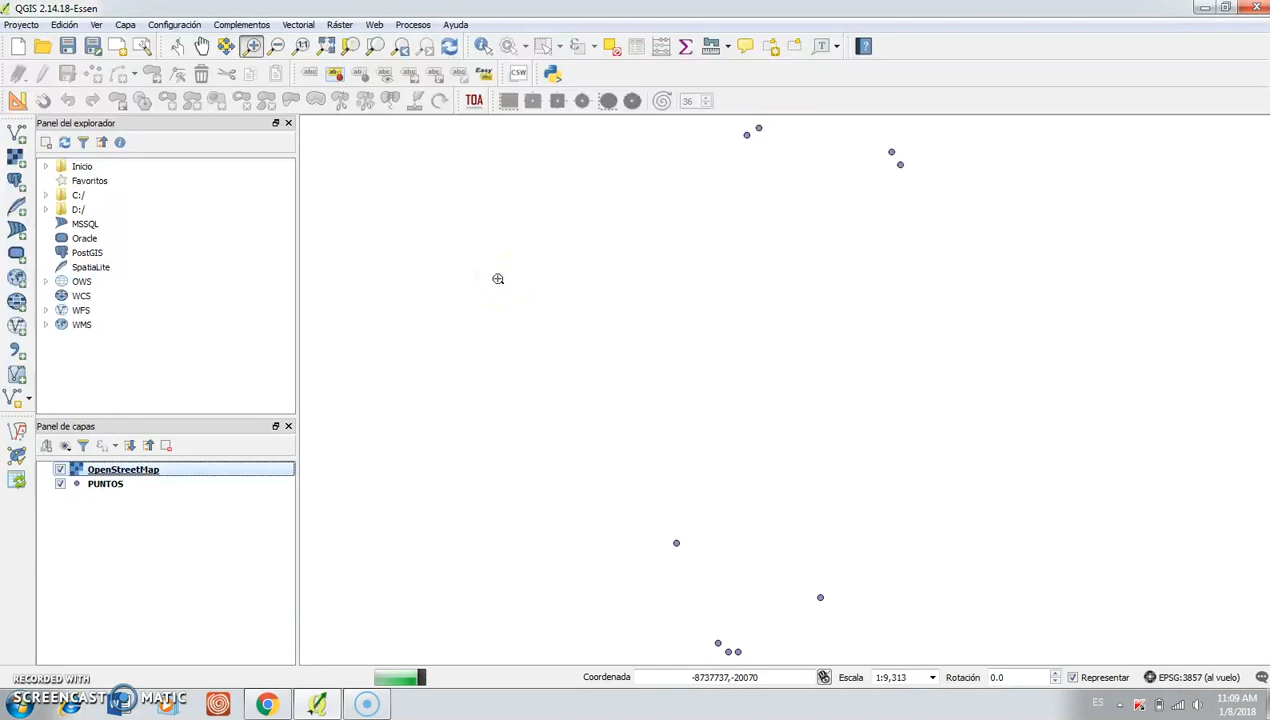 QGIS 2.14.18-Essen
Proyecto Edición Ver Capa Configuración Complementos Vectorial Ráster Web Procesos Ayuda
Easy
CSW
TOA
36
Panel del explorador
Inicio
Favoritos
C:/
D:/
MSSQL
Oracle
PostGIS
SpatiaLite
OWS
WCS
WFS
WMS
Panel de capas
OpenStreetMap
PUNTOS
Coordenada -8737737,-20070 Escala 1:9,313 Rotación 0.0 Representar EPSG:3857 (al vuelo)
RECORDED WITH
SCREENCAST MATIC
ES
11:09 AM
1/8/2018